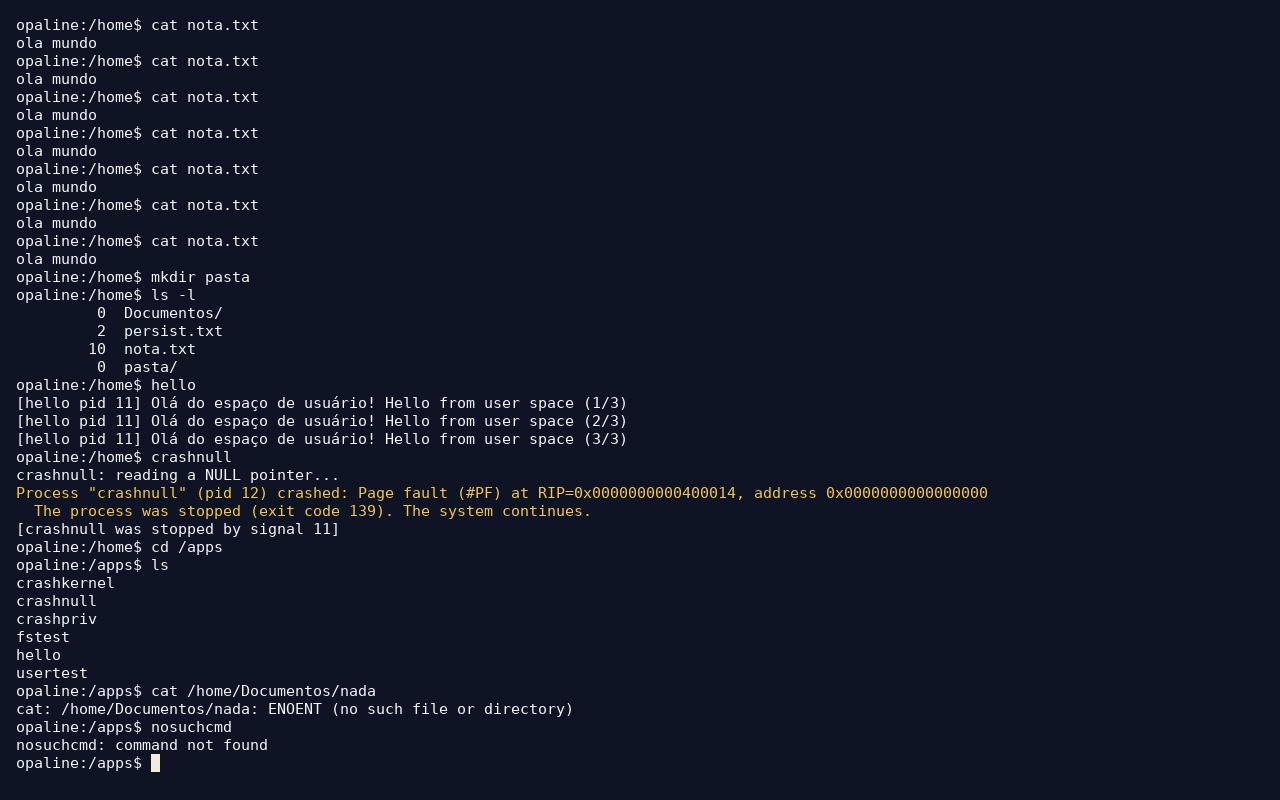 opaline:/home$ cat nota.txt
ola mundo
opaline:/home$ cat nota.txt
ola mundo
opaline:/home$ cat nota.txt
ola mundo
opaline:/home$ cat nota.txt
ola mundo
opaline:/home$ cat nota.txt
ola mundo
opaline:/home$ cat nota.txt
ola mundo
opaline:/home$ cat nota.txt
ola mundo
opaline:/home$ mkdir pasta
opaline:/home$ ls -l
         0  Documentos/
         2  persist.txt
        10  nota.txt
         0  pasta/
opaline:/home$ hello
[hello pid 11] Olá do espaço de usuário! Hello from user space (1/3)
[hello pid 11] Olá do espaço de usuário! Hello from user space (2/3)
[hello pid 11] Olá do espaço de usuário! Hello from user space (3/3)
opaline:/home$ crashnull
crashnull: reading a NULL pointer...
Process "crashnull" (pid 12) crashed: Page fault (#PF) at RIP=0x0000000000400014, address 0x0000000000000000
  The process was stopped (exit code 139). The system continues.
[crashnull was stopped by signal 11]
opaline:/home$ cd /apps
opaline:/apps$ ls
crashkernel
crashnull
crashpriv
fstest
hello
usertest
opaline:/apps$ cat /home/Documentos/nada
cat: /home/Documentos/nada: ENOENT (no such file or directory)
opaline:/apps$ nosuchcmd
nosuchcmd: command not found
opaline:/apps$